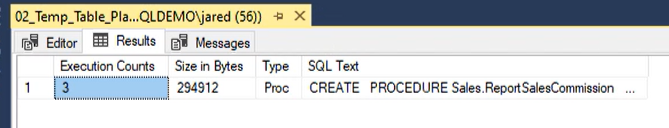 02_Temp_Table_Pla...QLDEMO\jared (56))
Editor Results Messages
Execution Counts Size in Bytes Type SQL Text
1 3 294912 Proc CREATE PROCEDURE Sales.ReportSalesCommission ...